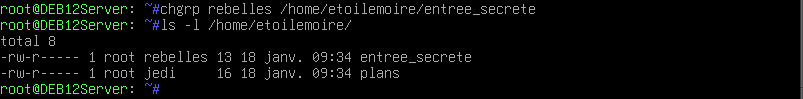 root@DEB12Server: ~#chgrp rebelles /home/etoilemoire/entree_secrete
root@DEB12Server: ~#ls -l /home/etoilemoire/
total 8
-rw-r----- 1 root rebelles 13 18 janv. 09:34 entree_secrete
-rw-r----- 1 root jedi     16 18 janv. 09:34 plans
root@DEB12Server: ~#